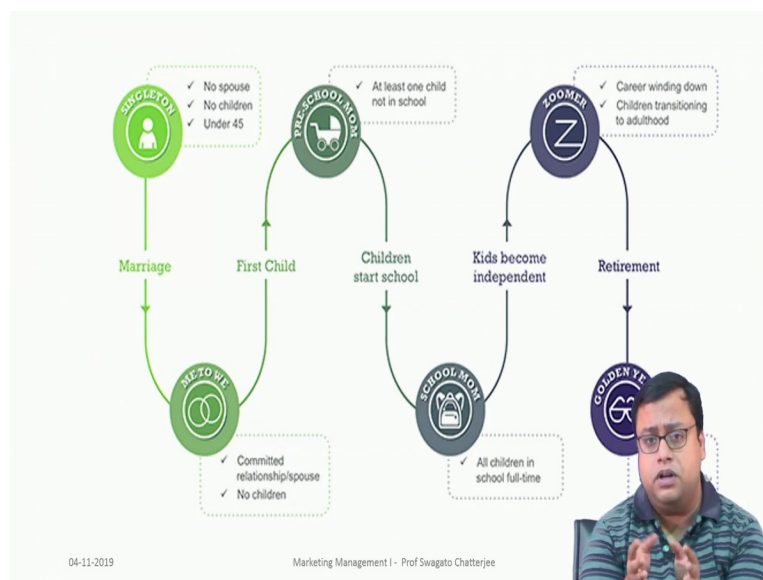 SINGLETON
✓ No spouse
✓ No children
✓ Under 45
PRE-SCHOOL MOM
✓ At least one child
not in school
ZOOMER
Z
✓ Career winding down
✓ Children transitioning
to adulthood
Marriage
First Child
Children
start school
Kids become
independent
Retirement
ME TO WE
✓ Committed
relationship/spouse
✓ No children
SCHOOL MOM
✓ All children in
school full-time
GOLDEN
04-11-2019
Marketing Management I - Prof Swagato Chatterjee